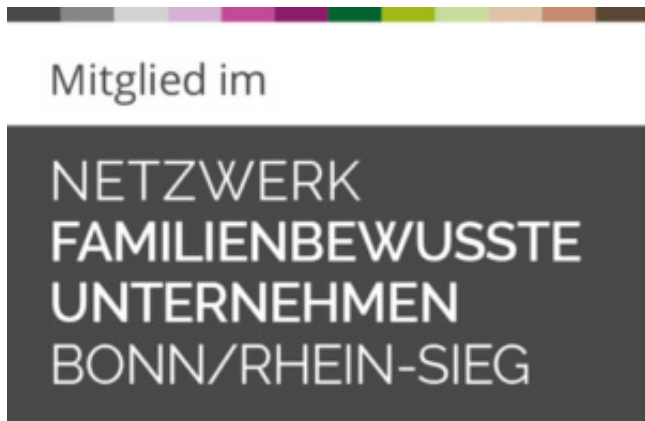 Mitglied im
NETZWERK
FAMILIENBEWUSSTE
UNTERNEHMEN
BONN/RHEIN-SIEG